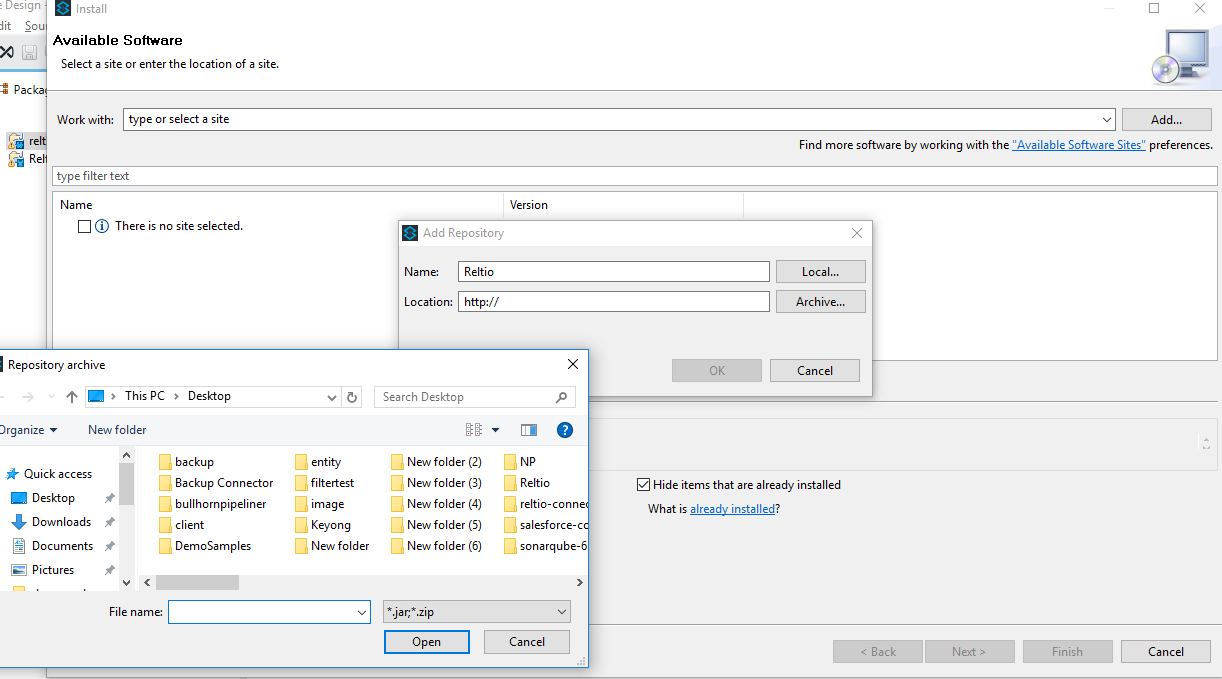 e Design -
Install
dit Sou
Available Software
Select a site or enter the location of a site.
Packag
Work with: type or select a site Add...
Find more software by working with the "Available Software Sites" preferences.
relti
Relt
type filter text
Name Version
There is no site selected.
Add Repository
Name: Reltio Local...
Location: http:// Archive...
OK Cancel
Repository archive
This PC > Desktop
Search Desktop
Organize New folder
Quick access
Desktop
Downloads
Documents
Pictures
backup
Backup Connector
bullhornpipeliner
client
DemoSamples
entity
filtertest
image
Keyong
New folder
New folder (2)
New folder (3)
New folder (4)
New folder (5)
New folder (6)
NP
Reltio
reltio-connec
salesforce-co
sonarqube-6
File name: *.jar;*.zip
Open Cancel
Hide items that are already installed
What is already installed?
< Back Next > Finish Cancel